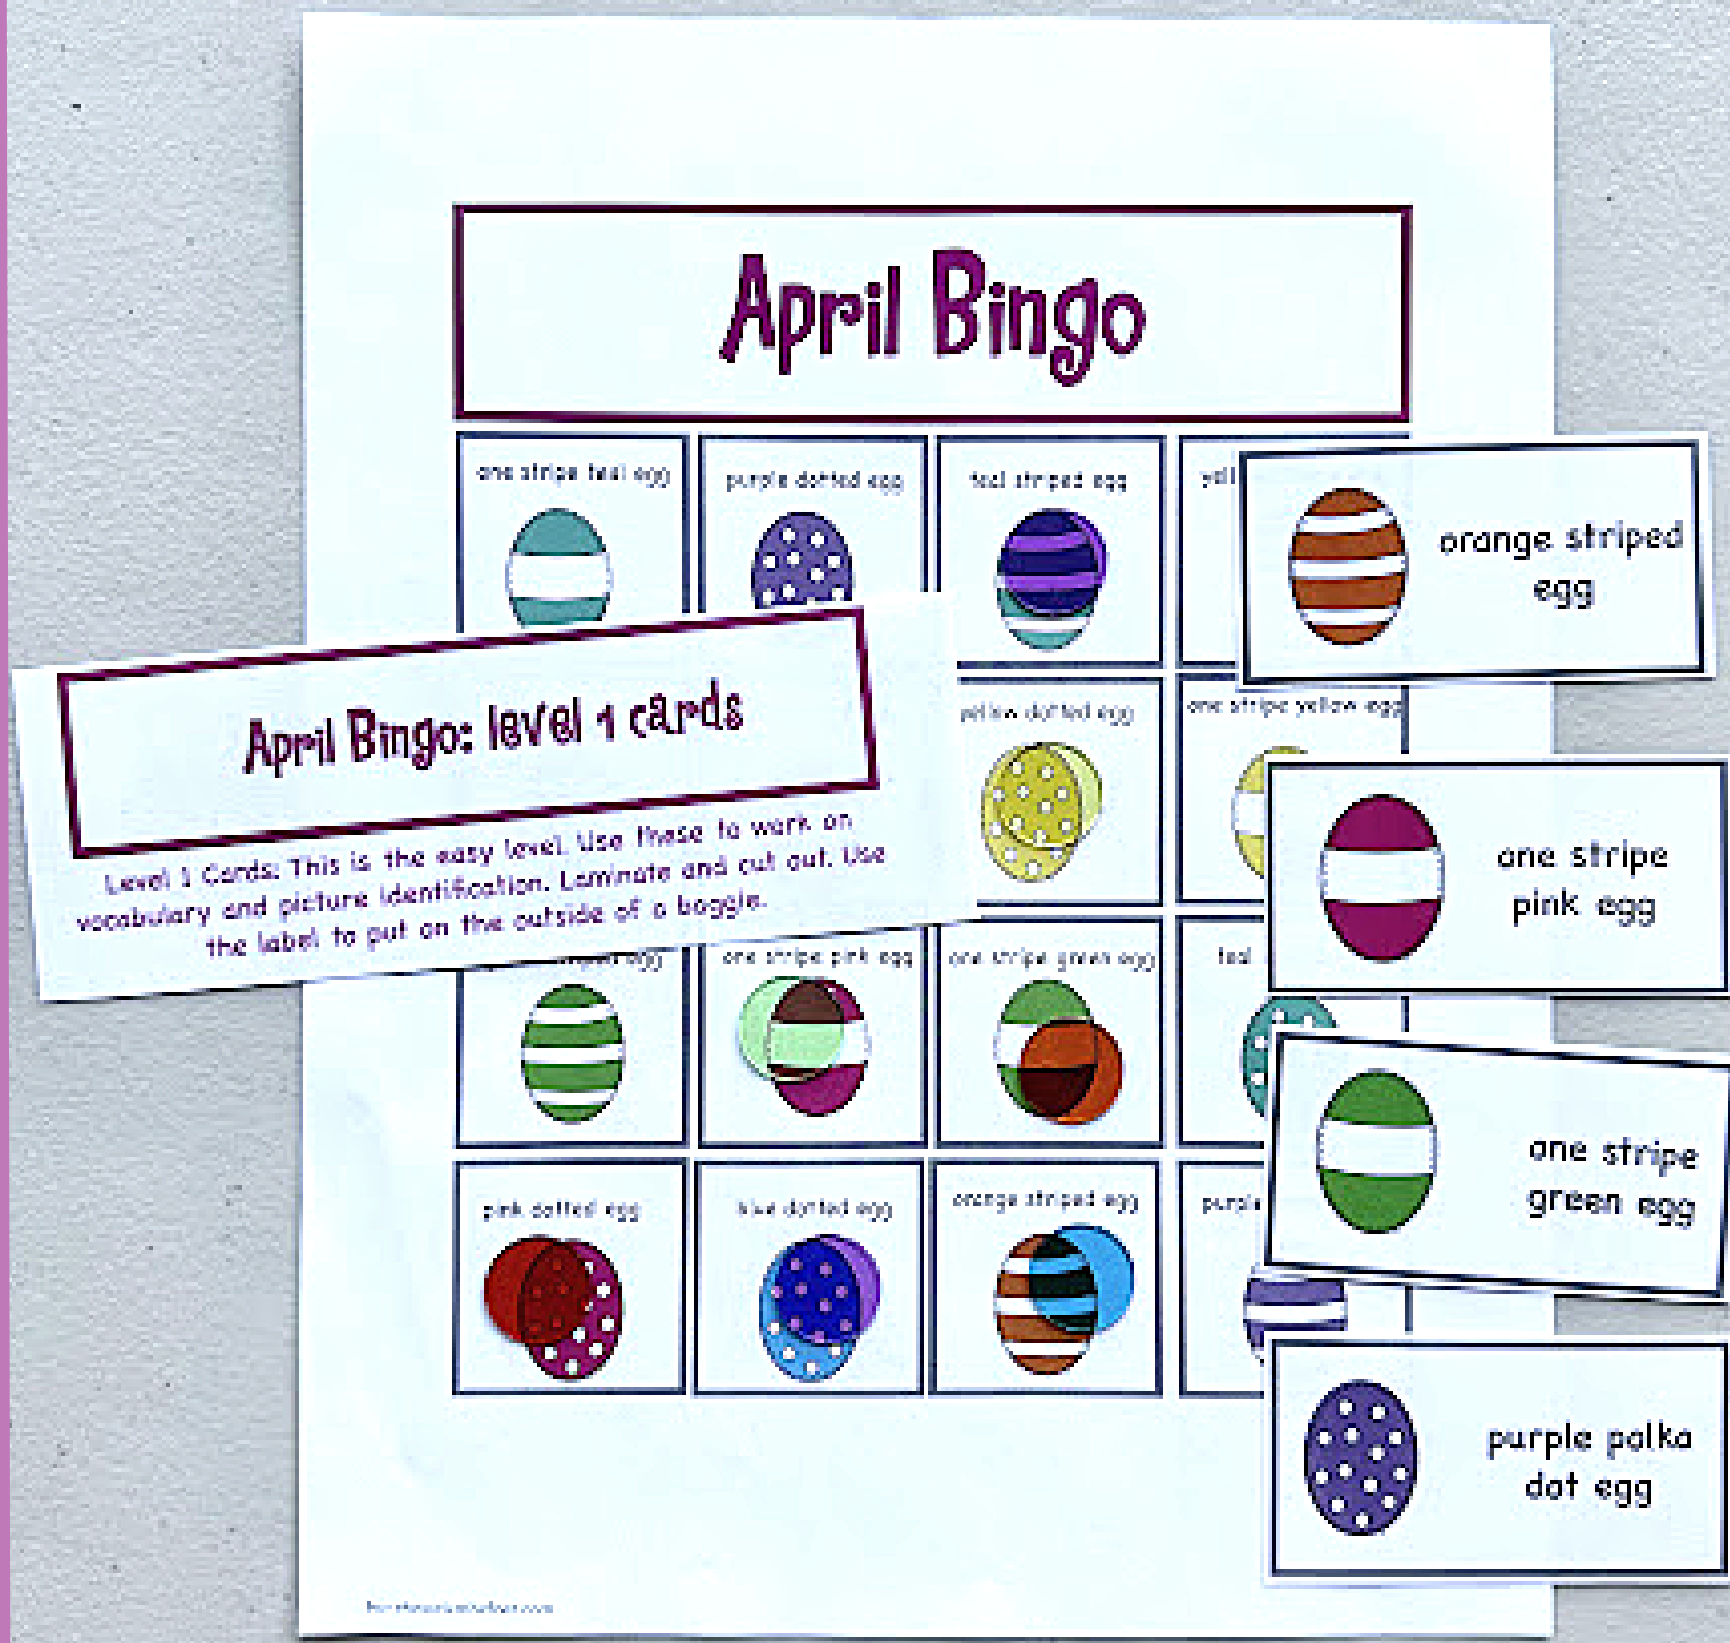 April Bingo
one stripe teal egg
purple dotted egg
teal striped egg
orange striped
egg
April Bingo: level 1 cards
Level 1 Cards: This is the easy level. Use these to work on
vocabulary and picture identification. Laminate and cut out. Use
the label to put on the outside of a baggie.
yellow dotted egg
one stripe yellow egg
one stripe
pink egg
egg
one stripe pink egg
one stripe green egg
teal
one stripe
green egg
pink dotted egg
blue dotted egg
orange striped egg
purple
purple polka
dot egg